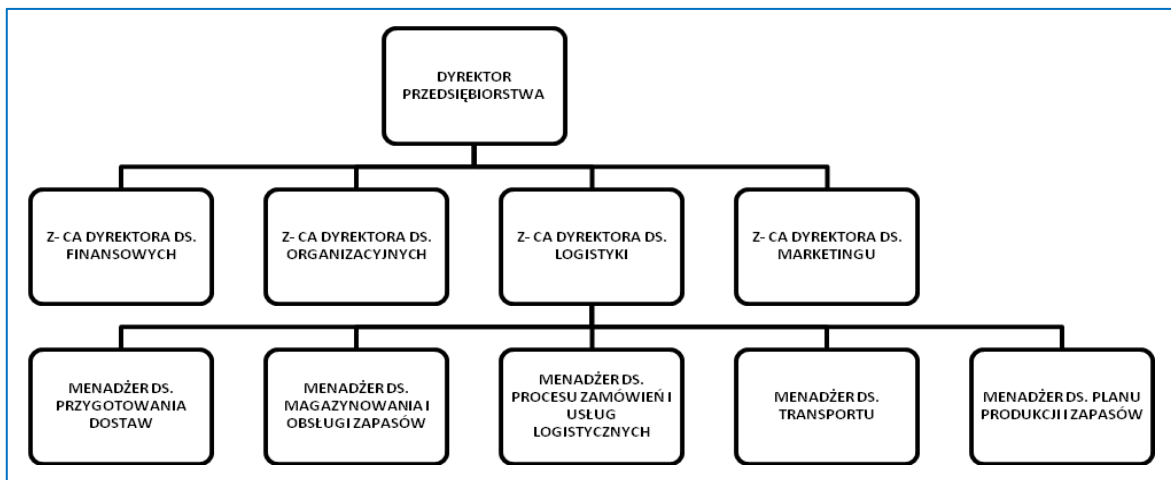 DYREKTOR
PRZEDSIĘBIORSTWA
Z- CA DYREKTORA DS.
FINANSOWYCH
Z- CA DYREKTORA DS.
ORGANIZACYJNYCH
Z- CA DYREKTORA DS.
LOGISTYKI
Z- CA DYREKTORA DS.
MARKETINGU
MENADŻER DS.
PRZYGOTOWANIA
DOSTAW
MENADŻER DS.
MAGAZYNOWANIA I
OBSŁUGI ZAPASÓW
MENADŻER DS.
PROCESU ZAMÓWIEŃ I
USŁUG
LOGISTYCZNYCH
MENADŻER DS.
TRANSPORTU
MENADŻER DS. PLANU
PRODUKCJI I ZAPASÓW